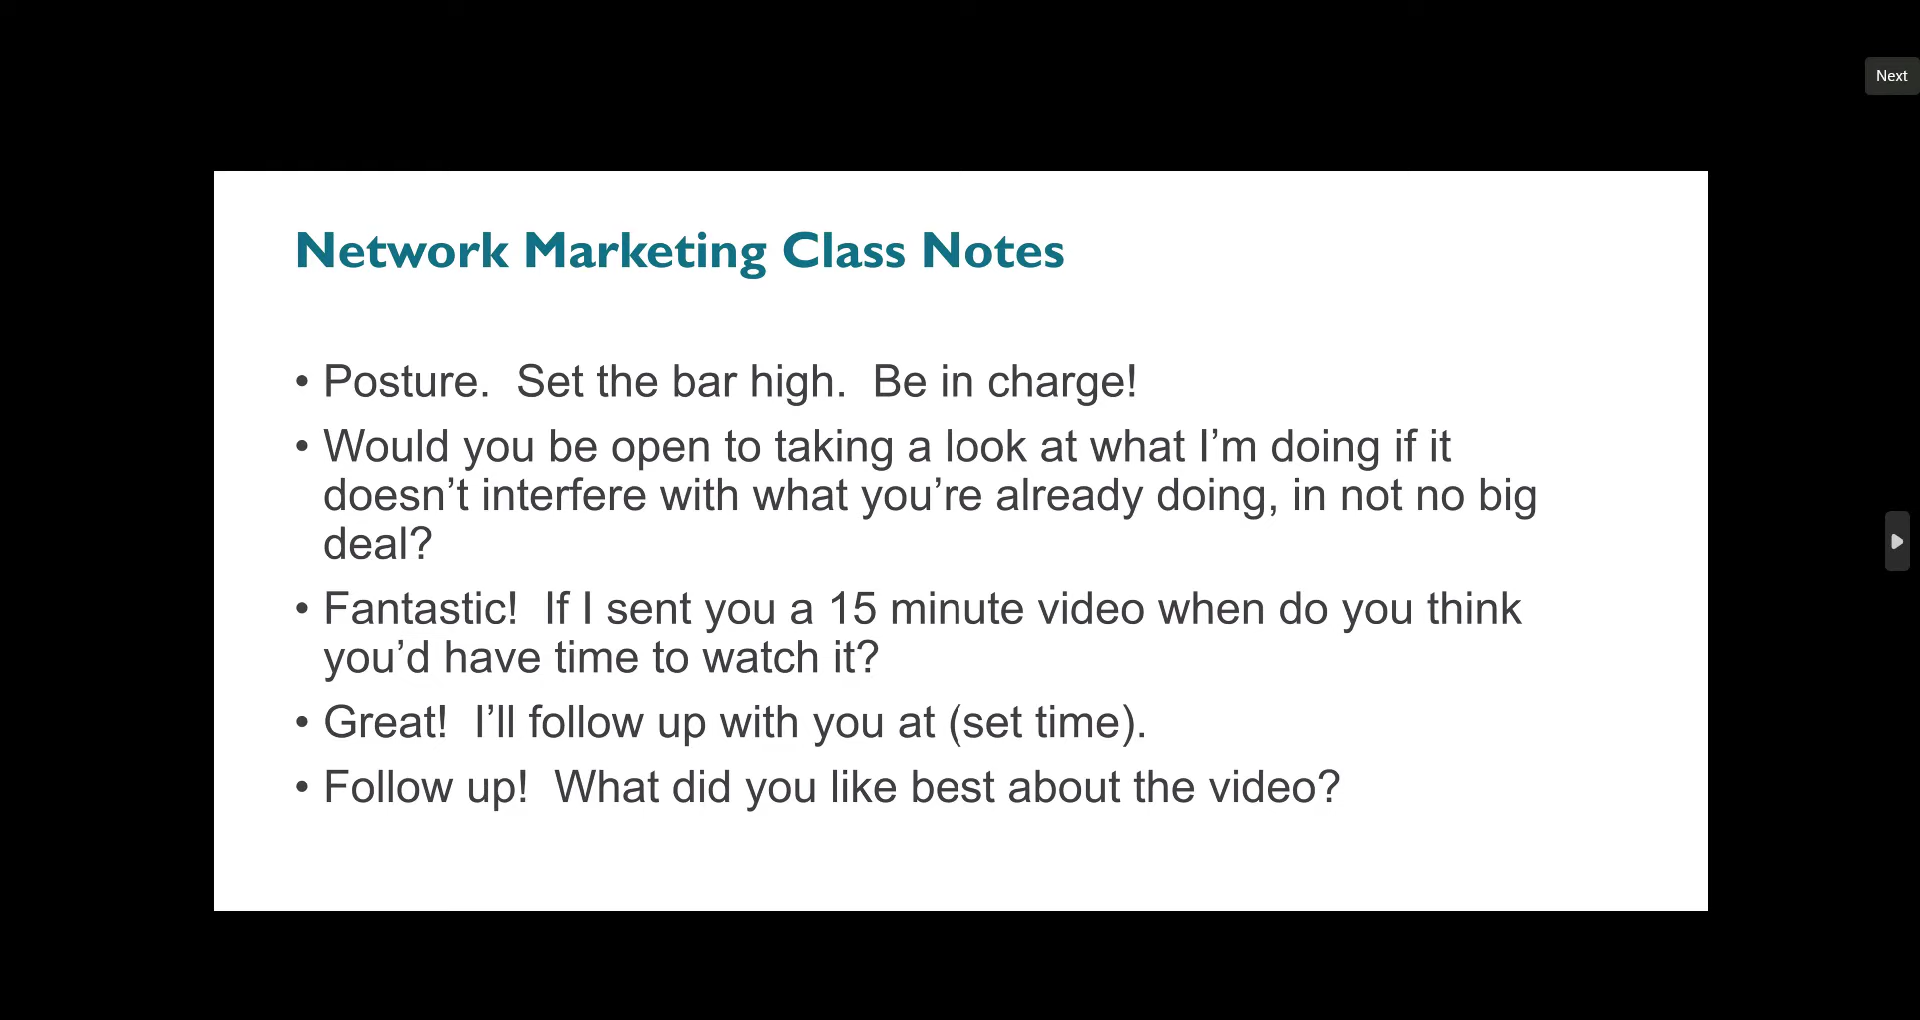 Next
Network Marketing Class Notes
• Posture.  Set the bar high.  Be in charge!
• Would you be open to taking a look at what I’m doing if it
doesn’t interfere with what you’re already doing, in not no big
deal?
• Fantastic!  If I sent you a 15 minute video when do you think
you’d have time to watch it?
• Great!  I’ll follow up with you at (set time).
• Follow up!  What did you like best about the video?